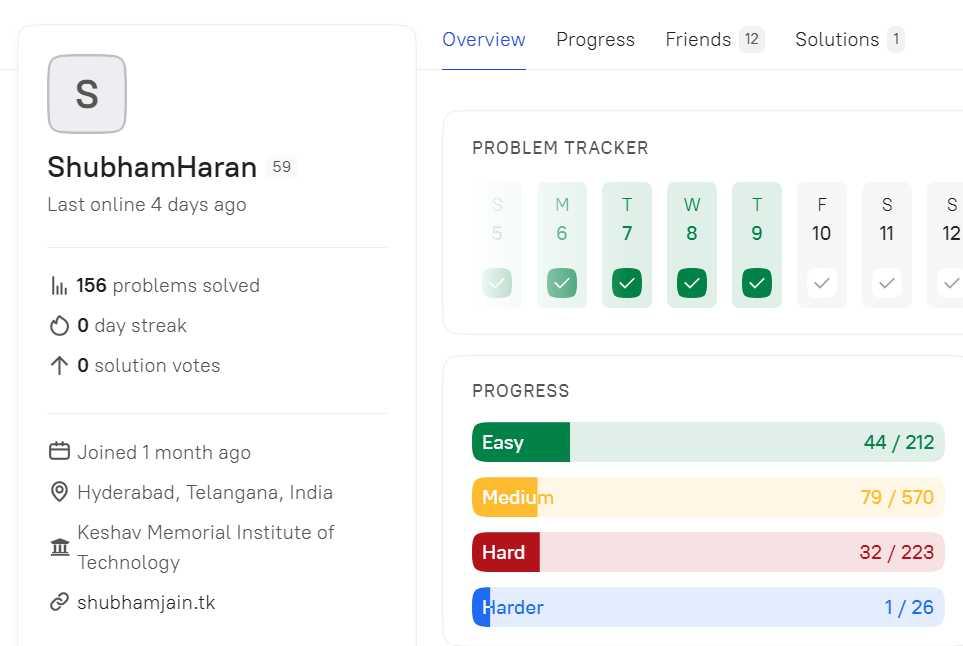 S
ShubhamHaran 59
Last online 4 days ago
156 problems solved
0 day streak
0 solution votes
Joined 1 month ago
Hyderabad, Telangana, India
Keshav Memorial Institute of
Technology
shubhamjain.tk
Overview Progress Friends 12 Solutions 1
PROBLEM TRACKER
S M T W T F S S
5 6 7 8 9 10 11 12
PROGRESS
Easy 44 / 212
Medium 79 / 570
Hard 32 / 223
Harder 1 / 26